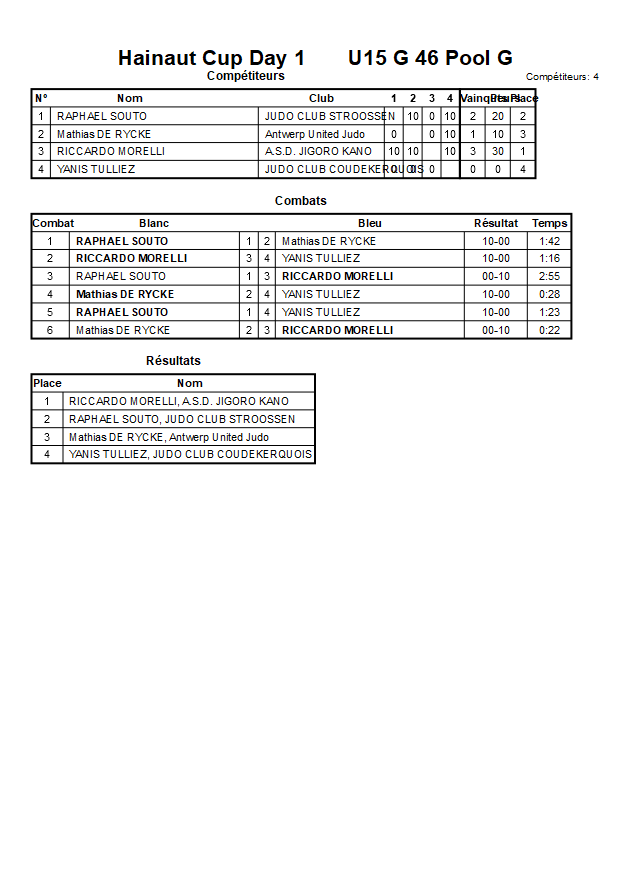 Hainaut Cup Day 1 U15 G 46 Pool G
Compétiteurs Compétiteurs: 4
Nº Nom Club 1 2 3 4 Vainqueurs Place
1 RAPHAEL SOUTO JUDO CLUB STROOSSEN 10 0 10 2 20 2
2 Mathias DE RYCKE Antwerp United Judo 0 0 10 1 10 3
3 RICCARDO MORELLI A.S.D. JIGORO KANO 10 10 10 3 30 1
4 YANIS TULLIEZ JUDO CLUB COUDEKERQUOIS 0 0 0 0 0 4
Combats
Combat Blanc Bleu Résultat Temps
1 RAPHAEL SOUTO 1 2 Mathias DE RYCKE 10-00 1:42
2 RICCARDO MORELLI 3 4 YANIS TULLIEZ 10-00 1:16
3 RAPHAEL SOUTO 1 3 RICCARDO MORELLI 00-10 2:55
4 Mathias DE RYCKE 2 4 YANIS TULLIEZ 10-00 0:28
5 RAPHAEL SOUTO 1 4 YANIS TULLIEZ 10-00 1:23
6 Mathias DE RYCKE 2 3 RICCARDO MORELLI 00-10 0:22
Résultats
Place Nom
1 RICCARDO MORELLI, A.S.D. JIGORO KANO
2 RAPHAEL SOUTO, JUDO CLUB STROOSSEN
3 Mathias DE RYCKE, Antwerp United Judo
4 YANIS TULLIEZ, JUDO CLUB COUDEKERQUOIS